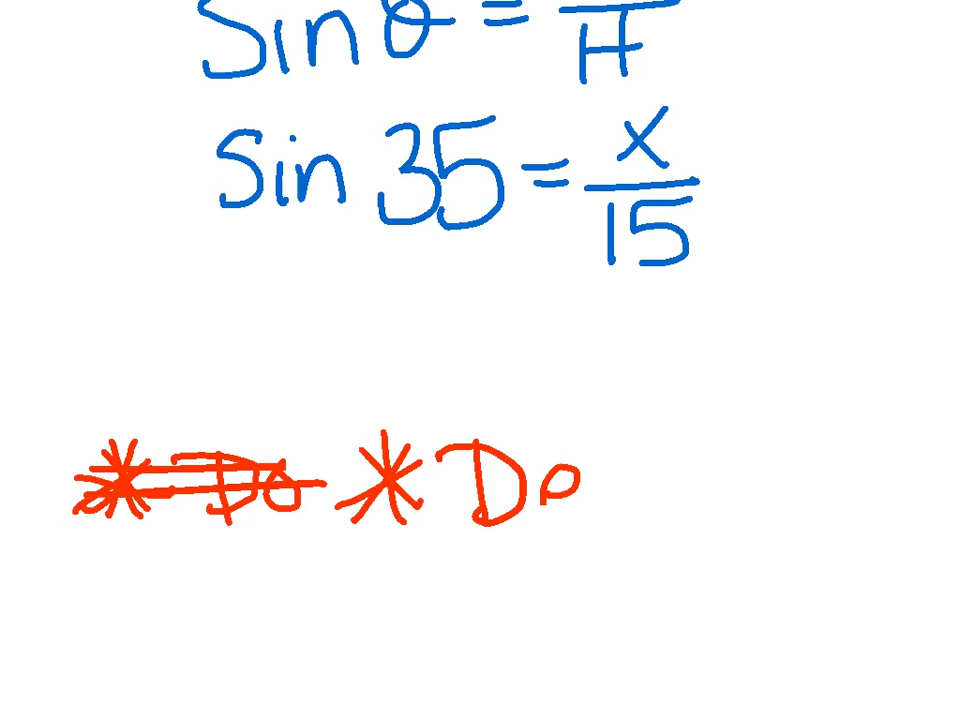 Sin θ = /H
Sin 35 = x/15
* Do * Do